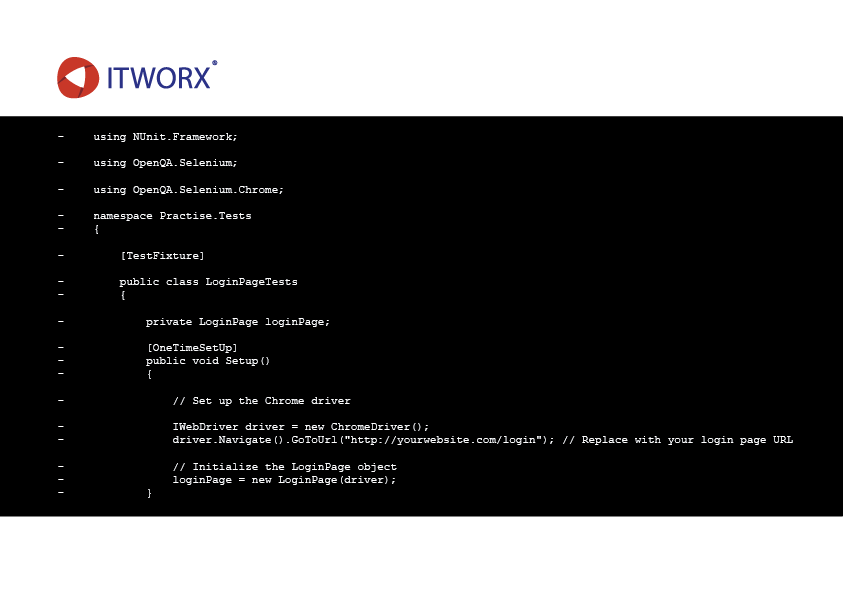 ITWORX®
- using NUnit.Framework;
- using OpenQA.Selenium;
- using OpenQA.Selenium.Chrome;
- namespace Practise.Tests
- {
- [TestFixture]
- public class LoginPageTests
- {
- private LoginPage loginPage;
- [OneTimeSetUp]
- public void Setup()
- {
- // Set up the Chrome driver
- IWebDriver driver = new ChromeDriver();
- driver.Navigate().GoToUrl("http://yourwebsite.com/login"); // Replace with your login page URL
- // Initialize the LoginPage object
- loginPage = new LoginPage(driver);
- }